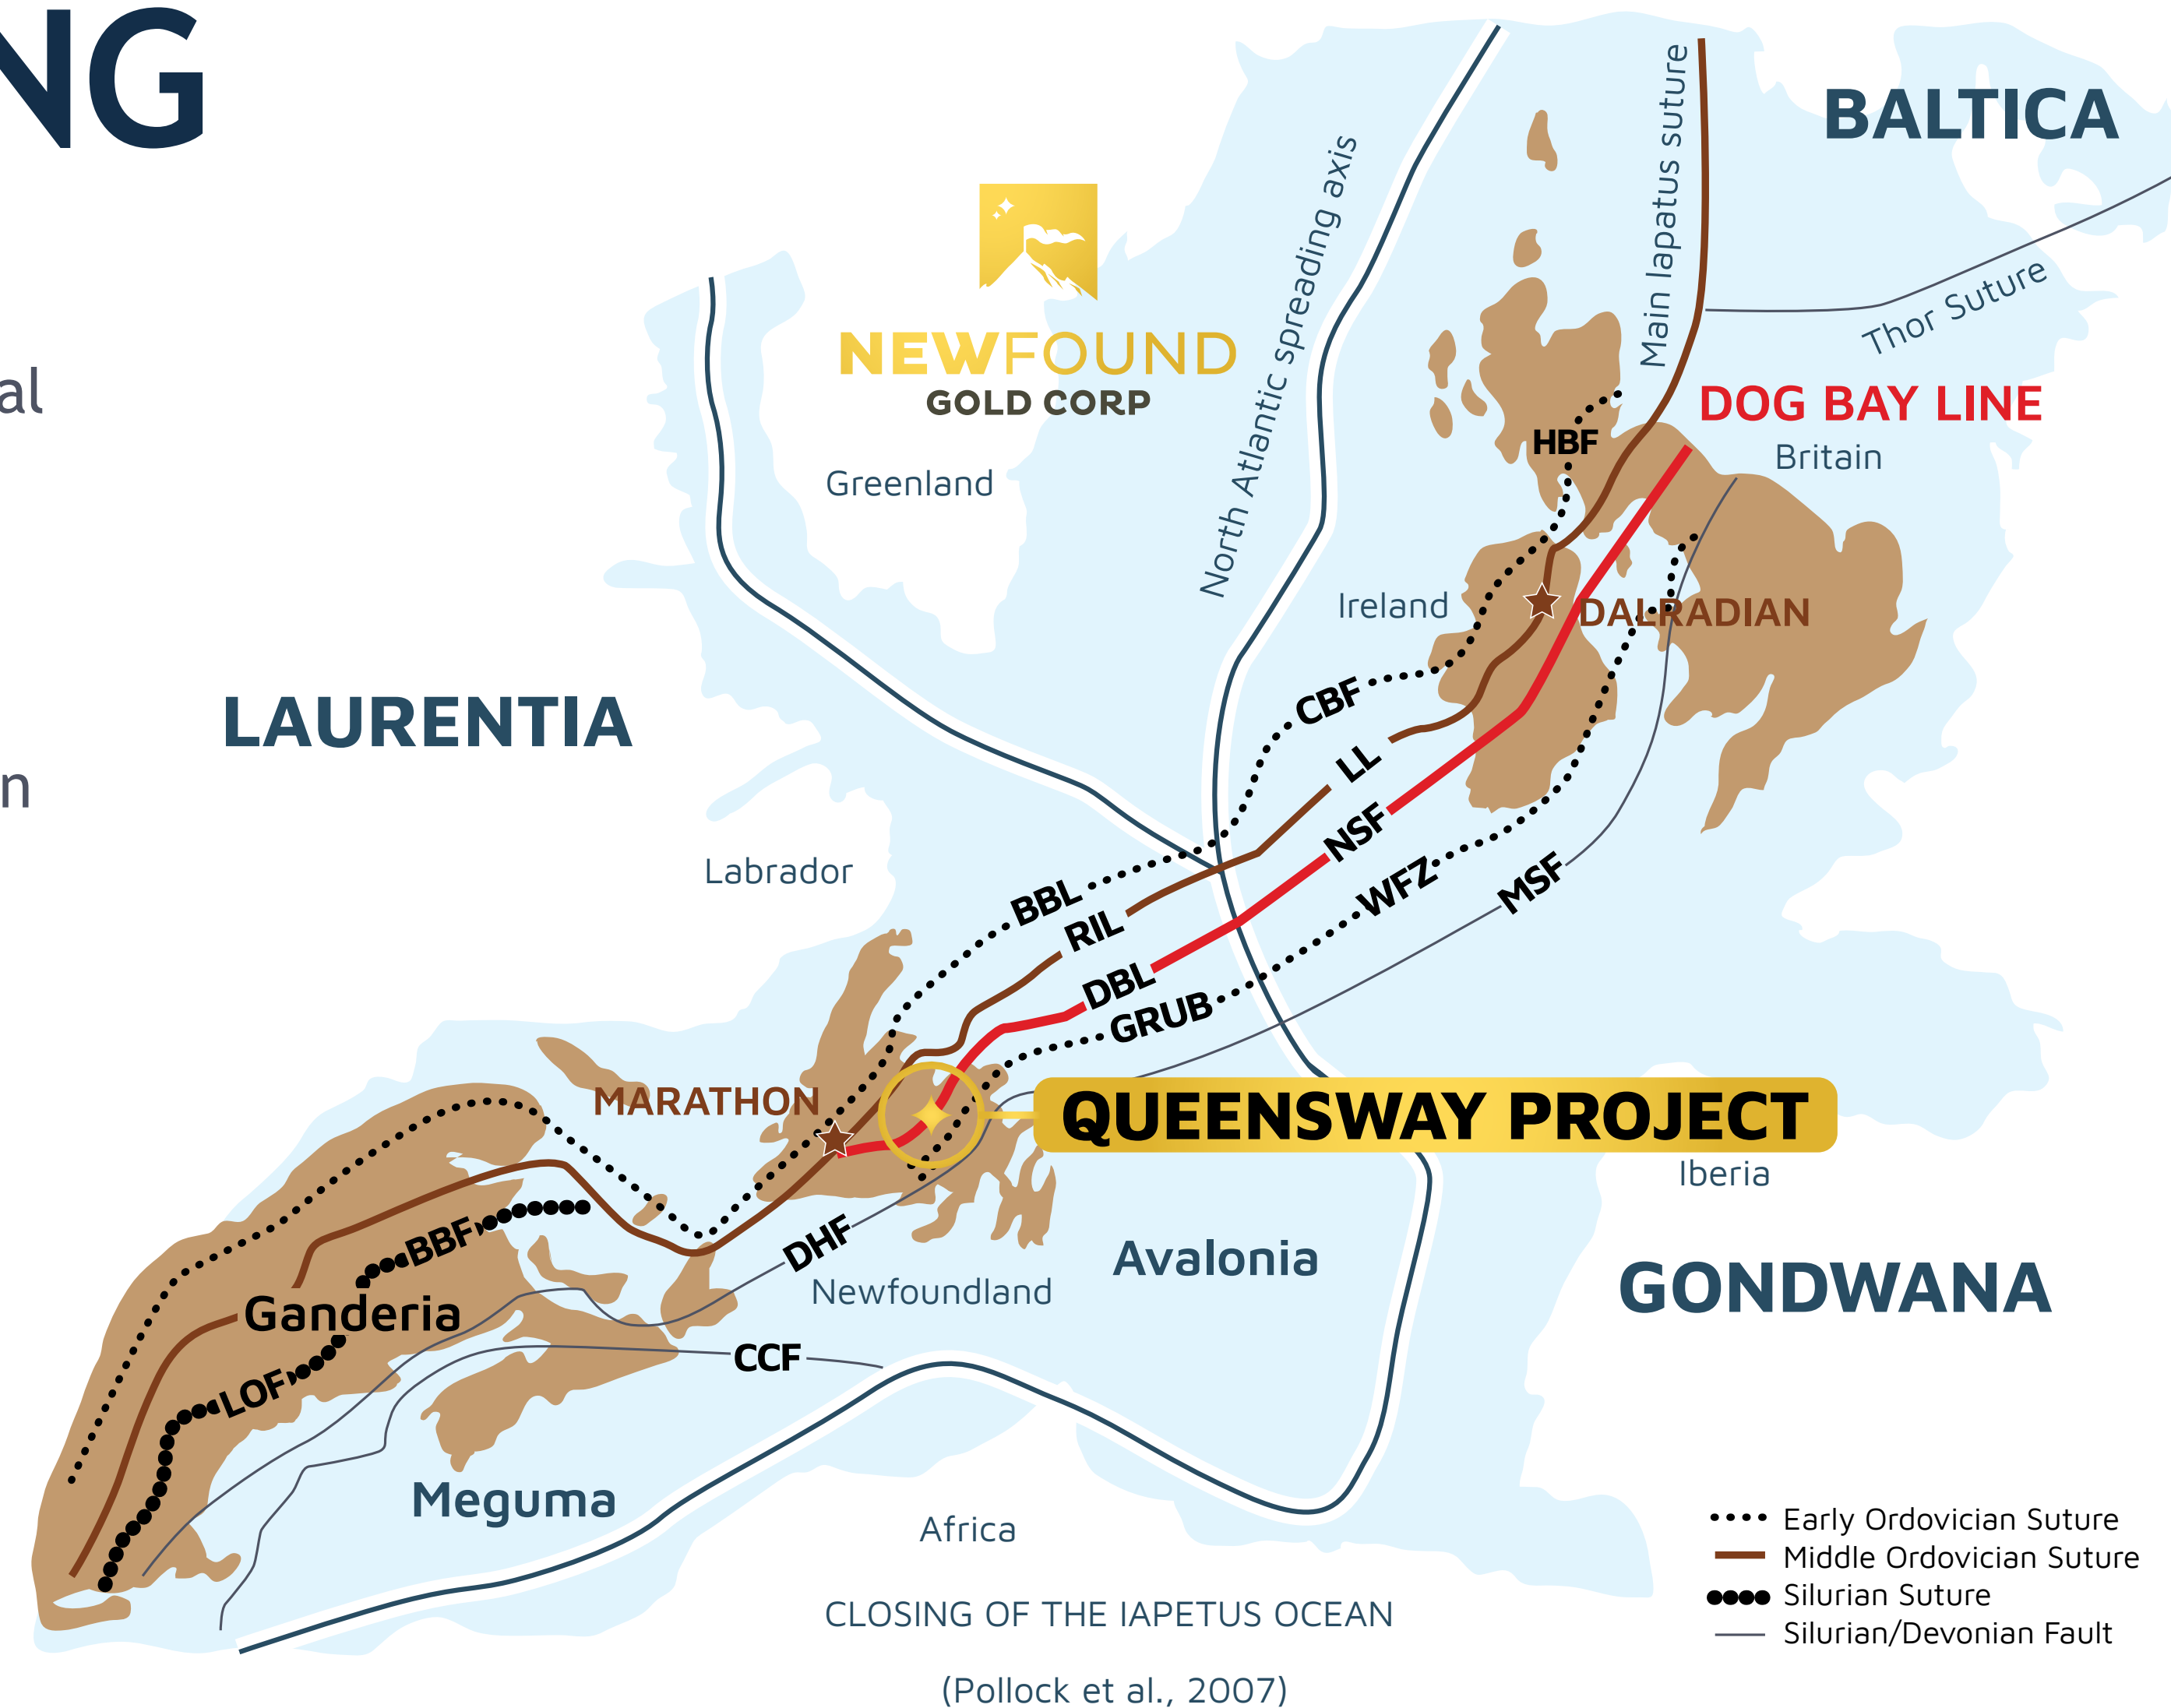 NG
al
n
BALTICA
Main lapatus suture
North Atlantic spreading axis
Thor Suture
NEWFOUND
GOLD CORP
DOG BAY LINE
Britain
HBF
Greenland
Ireland
DALRADIAN
LAURENTIA
CBF
LL
NSF
Labrador
WFZ
MSF
BBL
RIL
DBL
GRUB
MARATHON
QUEENSWAY PROJECT
Iberia
BBF
DHF
Avalonia
Newfoundland
GONDWANA
Ganderia
CCF
LOF
Meguma
Africa
Early Ordovician Suture
Middle Ordovician Suture
Silurian Suture
Silurian/Devonian Fault
CLOSING OF THE IAPETUS OCEAN
(Pollock et al., 2007)